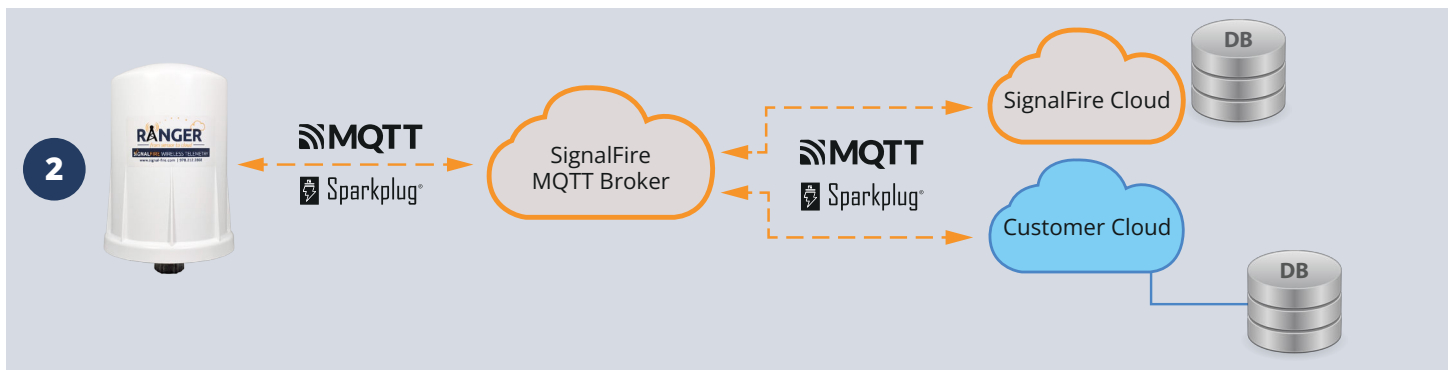 2
RANGER
SIGNALFIRE WIRELESS TELEMETRY
MQTT
Sparkplug®
SignalFire
MQTT Broker
MQTT
Sparkplug®
SignalFire Cloud
DB
Customer Cloud
DB